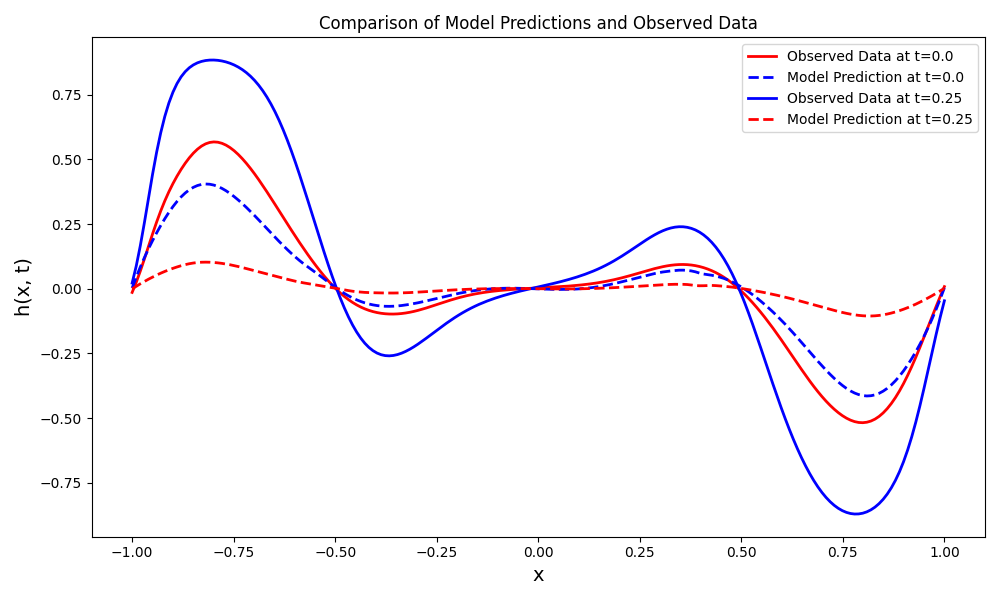 Comparison of Model Predictions and Observed Data
Observed Data at t=0.0
Model Prediction at t=0.0
Observed Data at t=0.25
Model Prediction at t=0.25
h(x, t)
0.75
0.50
0.25
0.00
−0.25
−0.50
−0.75
−1.00 −0.75 −0.50 −0.25 0.00 0.25 0.50 0.75 1.00
x